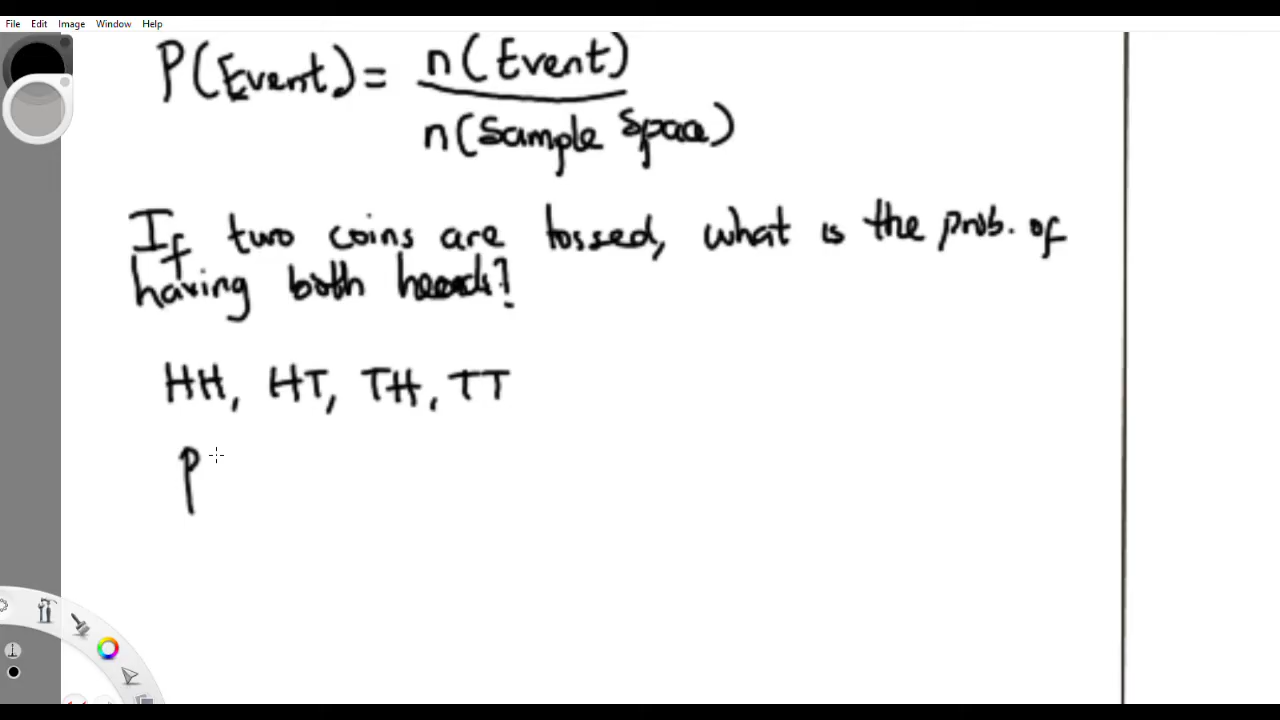 File Edit Image Window Help
P(Event) = n(Event)
n(Sample Space)
If two coins are tossed, what is the prob. of
having both heads?
HH, HT, TH, TT
P